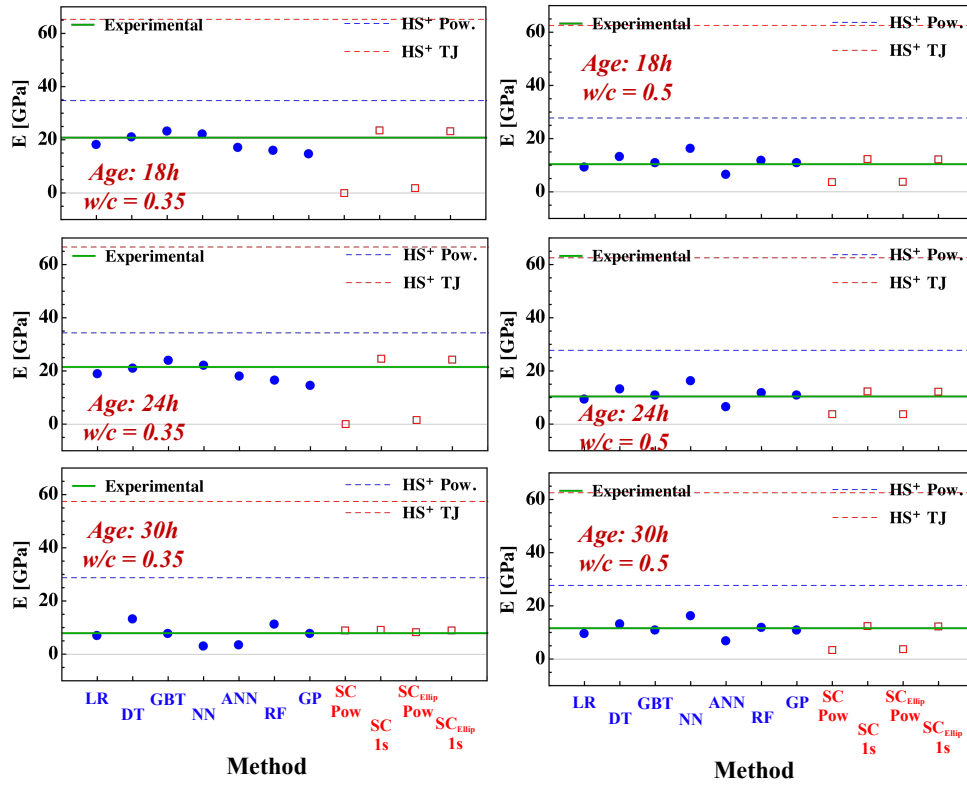 Experimental
HS+ Pow.
HS+ TJ
E [GPa]
60
40
20
0
Age: 18h
w/c = 0.35
Experimental
HS+ Pow.
HS+ TJ
E [GPa]
60
40
20
0
Age: 18h
w/c = 0.5
Experimental
HS+ Pow.
HS+ TJ
E [GPa]
60
40
20
0
Age: 24h
w/c = 0.35
Experimental
HS+ Pow.
HS+ TJ
E [GPa]
60
40
20
0
Age: 24h
w/c = 0.5
Experimental
HS+ Pow.
HS+ TJ
E [GPa]
60
40
20
0
Age: 30h
w/c = 0.35
LR
DT
GBT
NN
ANN
RF
GP
SC
Pow
SC
1s
SCEllip
Pow
SCEllip
1s
Method
Experimental
HS+ Pow.
HS+ TJ
E [GPa]
60
40
20
0
Age: 30h
w/c = 0.5
LR
DT
GBT
NN
ANN
RF
GP
SC
Pow
SC
1s
SCEllip
Pow
SCEllip
1s
Method